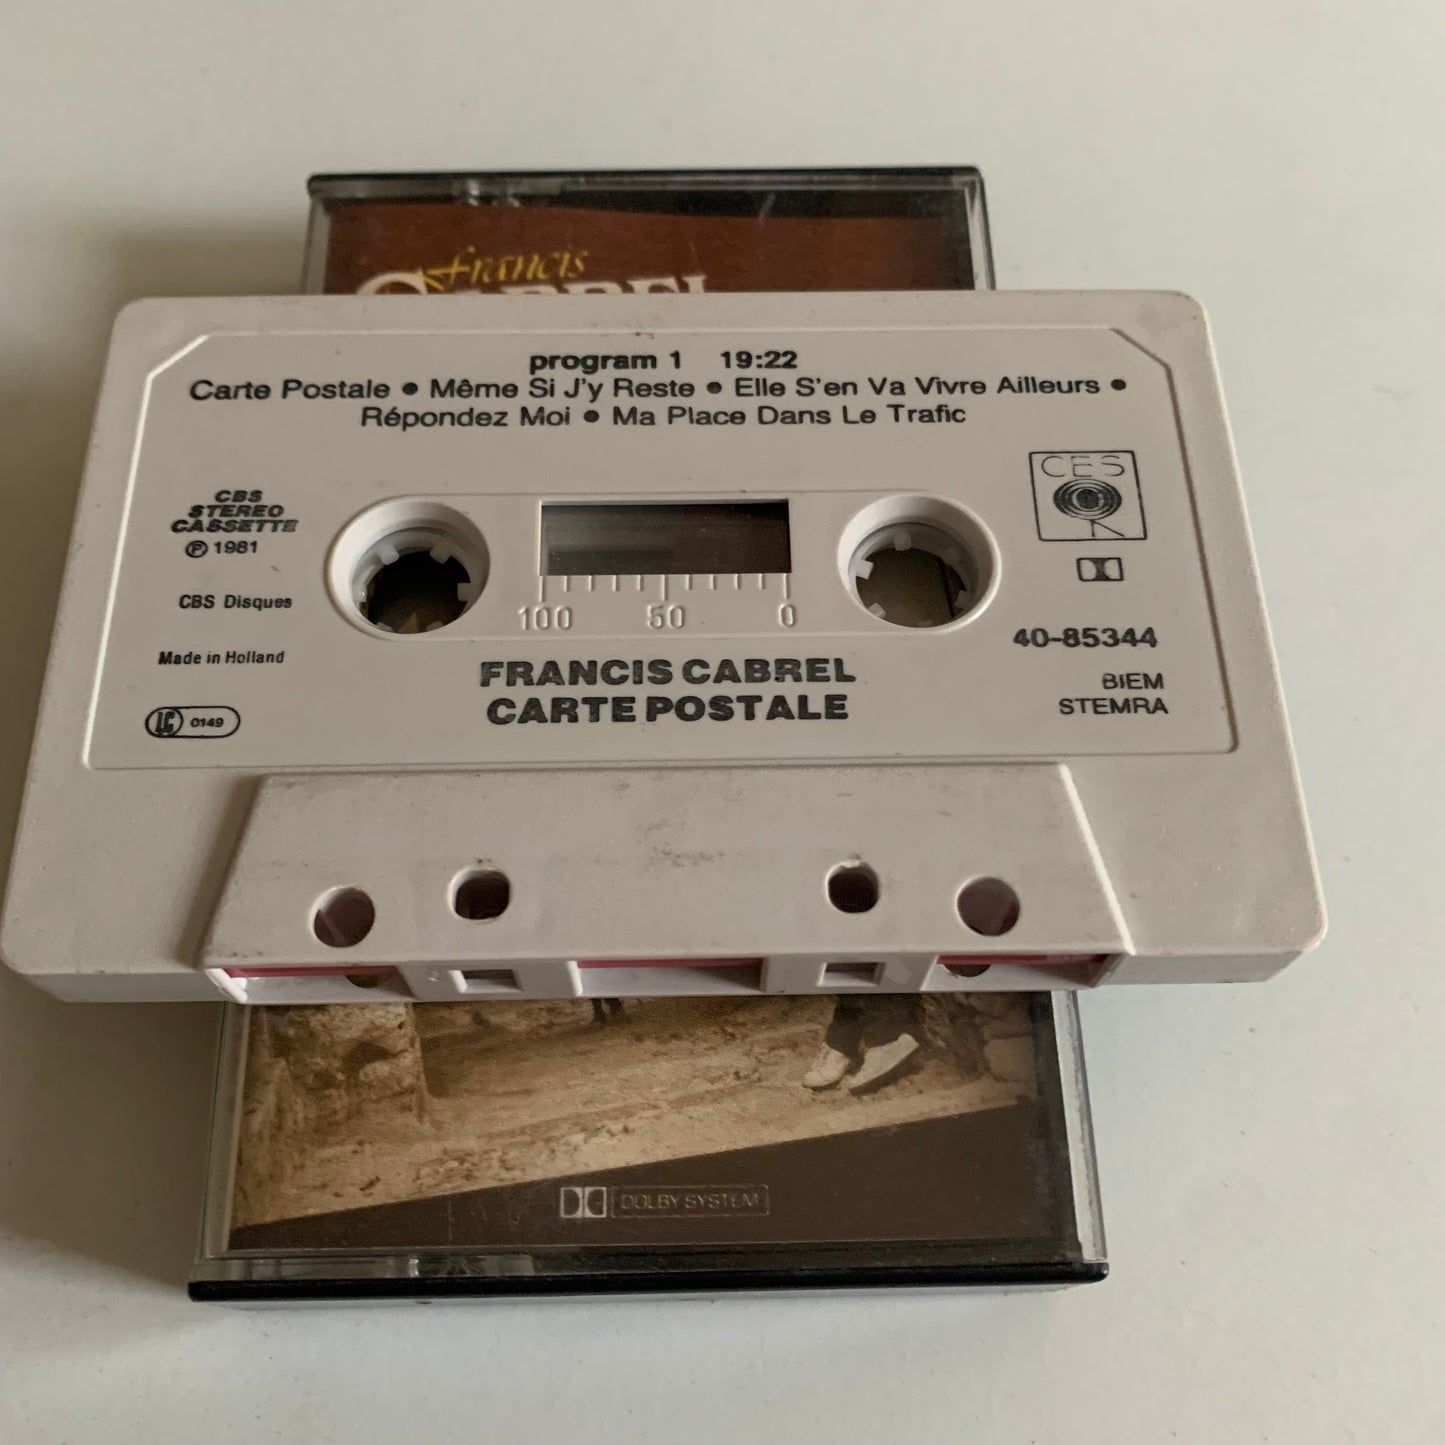 francis
CABREL
program 1 19:22
Carte Postale • Même Si J'y Reste • Elle S'en Va Vivre Ailleurs •
Répondez Moi • Ma Place Dans Le Trafic
CBS
STEREO
CASSETTE
℗ 1981
CBS Disques
Made in Holland
LC 0149
100 50 0
CBS
40-85344
BIEM
STEMRA
FRANCIS CABREL
CARTE POSTALE
DOLBY SYSTEM